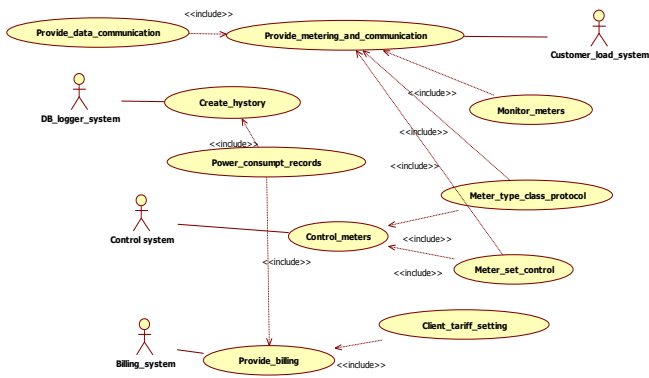 <<include>>
Provide_data_communication
Provide_metering_and_communication
Customer_load_system
DB_logger_system
Create_hystory
<<include>>
Monitor_meters
<<include>>
<<include>>
Power_consumpt_records
<<include>>
Meter_type_class_protocol
Control system
Control_meters
<<include>>
<<include>>
<<include>>
Meter_set_control
Client_tariff_setting
Billing_system
Provide_billing
<<include>>